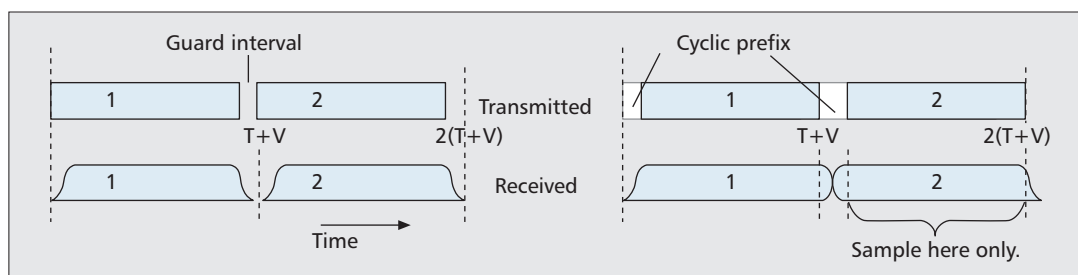 Guard interval
Cyclic prefix
1
2
Transmitted
1
2
T+V
2(T+V)
T+V
2(T+V)
1
2
Received
1
2
Time
Sample here only.